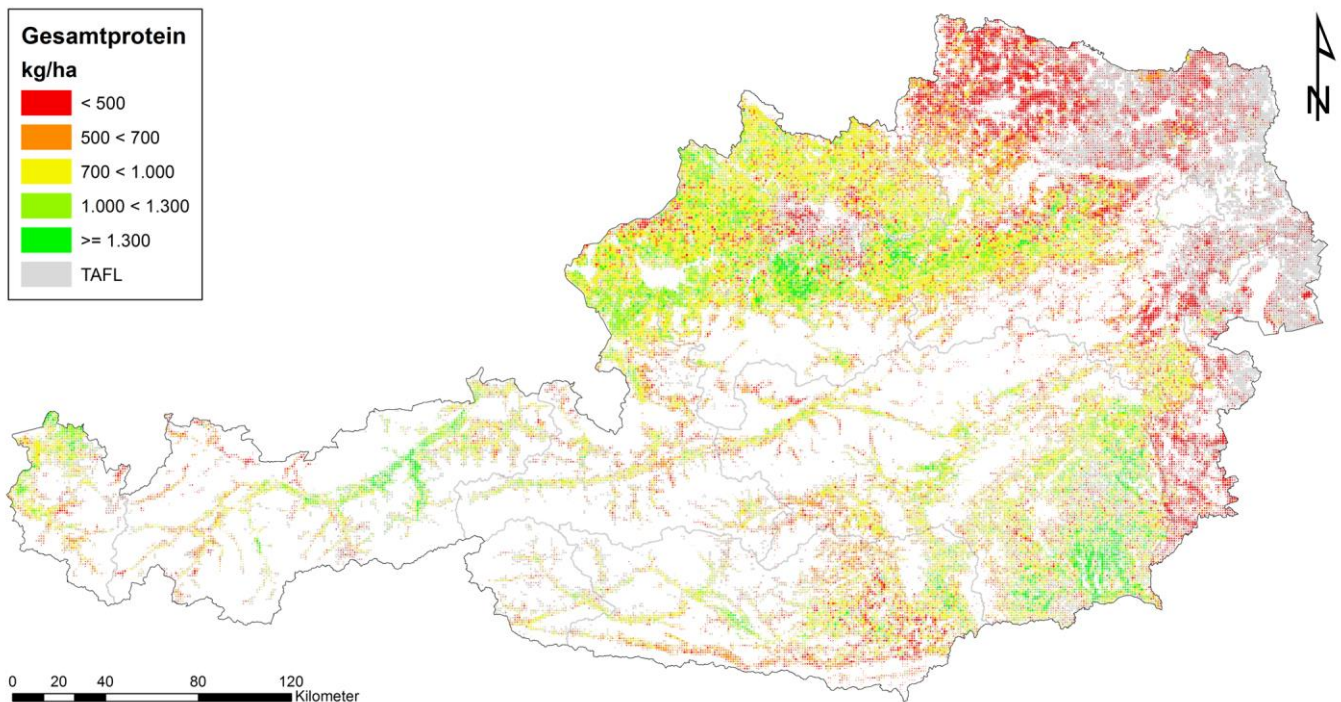 Gesamtprotein
kg/ha
< 500
500 < 700
700 < 1.000
1.000 < 1.300
>= 1.300
TAFL
N
0 20 40 80 120
Kilometer